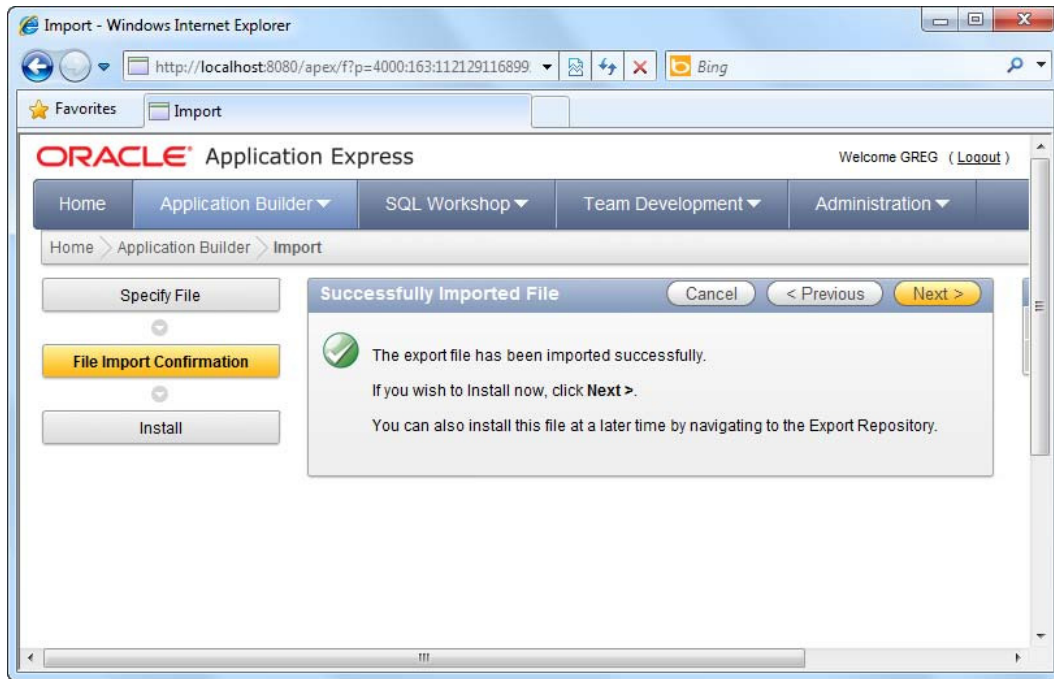 Import - Windows Internet Explorer
http://localhost:8080/apex/f?p=4000:163:112129116899
Bing
Favorites
Import
ORACLE® Application Express
Welcome GREG ( Logout )
Home
Application Builder
SQL Workshop
Team Development
Administration
Home
Application Builder
Import
Specify File
File Import Confirmation
Install
Successfully Imported File
Cancel
< Previous
Next >
The export file has been imported successfully.
If you wish to Install now, click Next >.
You can also install this file at a later time by navigating to the Export Repository.